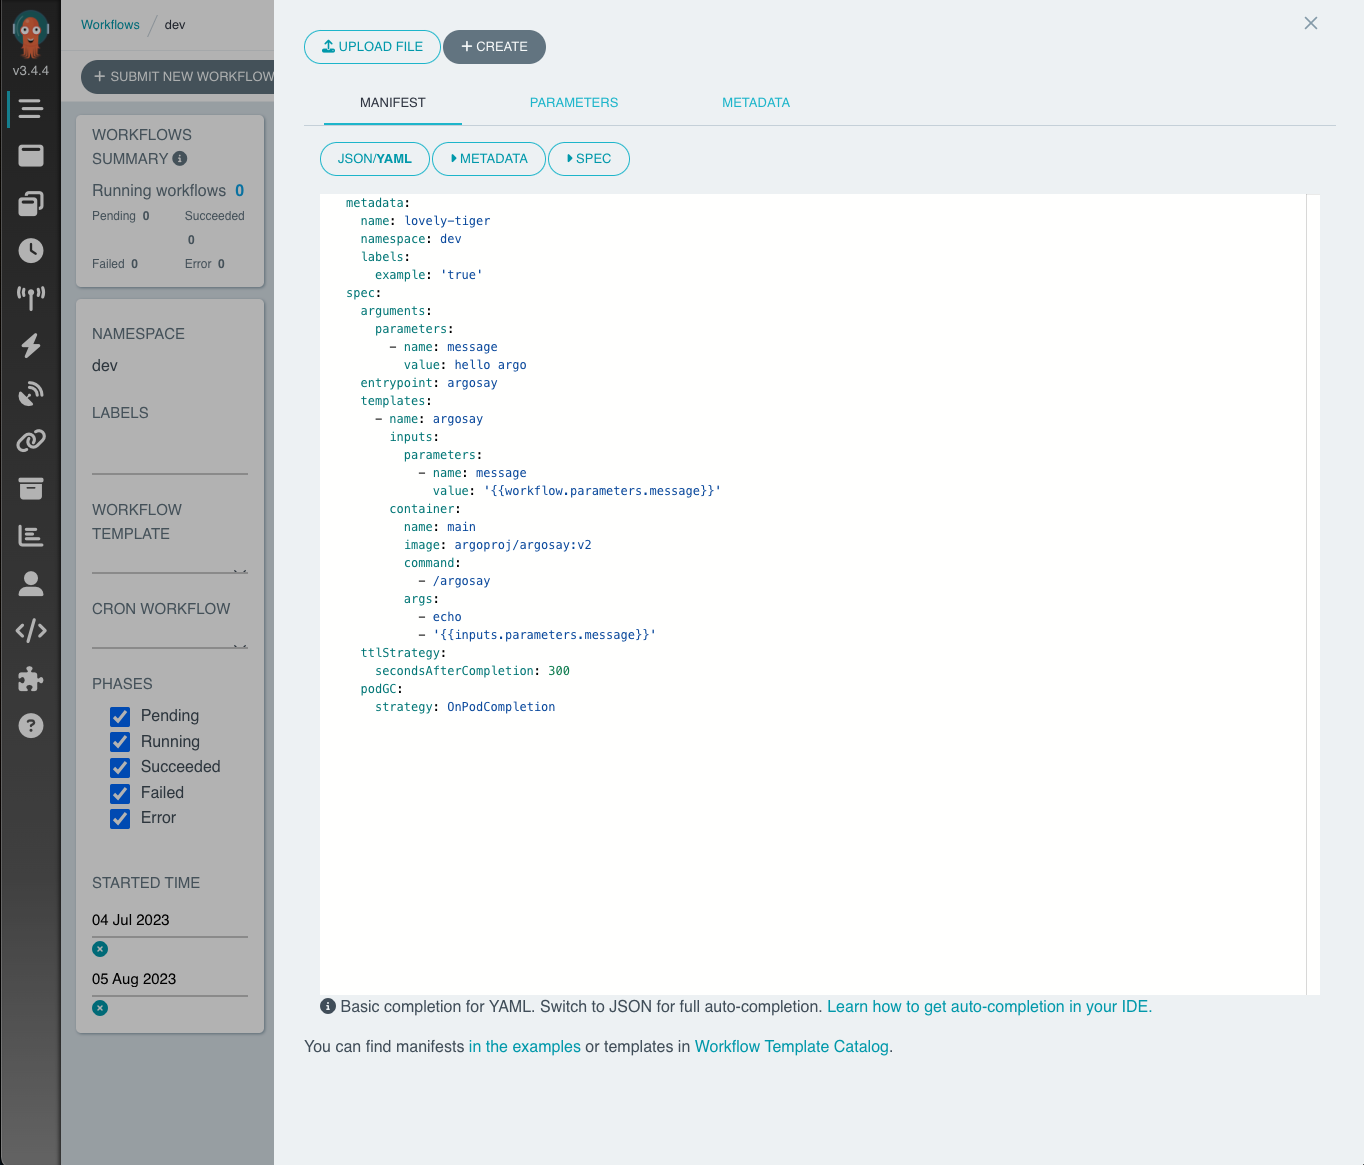 v3.4.4
Workflows / dev
+ SUBMIT NEW WORKFLOW
WORKFLOWS
SUMMARY
Running workflows 0
Pending 0 Succeeded
0
Failed 0 Error 0
NAMESPACE
dev
LABELS
WORKFLOW
TEMPLATE
CRON WORKFLOW
PHASES
Pending
Running
Succeeded
Failed
Error
STARTED TIME
04 Jul 2023
05 Aug 2023
UPLOAD FILE + CREATE
MANIFEST PARAMETERS METADATA
JSON/YAML METADATA SPEC
metadata:
  name: lovely-tiger
  namespace: dev
  labels:
    example: 'true'
spec:
  arguments:
    parameters:
      - name: message
        value: hello argo
  entrypoint: argosay
  templates:
    - name: argosay
      inputs:
        parameters:
          - name: message
            value: '{{workflow.parameters.message}}'
      container:
        name: main
        image: argoproj/argosay:v2
        command:
          - /argosay
        args:
          - echo
          - '{{inputs.parameters.message}}'
  ttlStrategy:
    secondsAfterCompletion: 300
  podGC:
    strategy: OnPodCompletion
Basic completion for YAML. Switch to JSON for full auto-completion. Learn how to get auto-completion in your IDE.
You can find manifests in the examples or templates in Workflow Template Catalog.